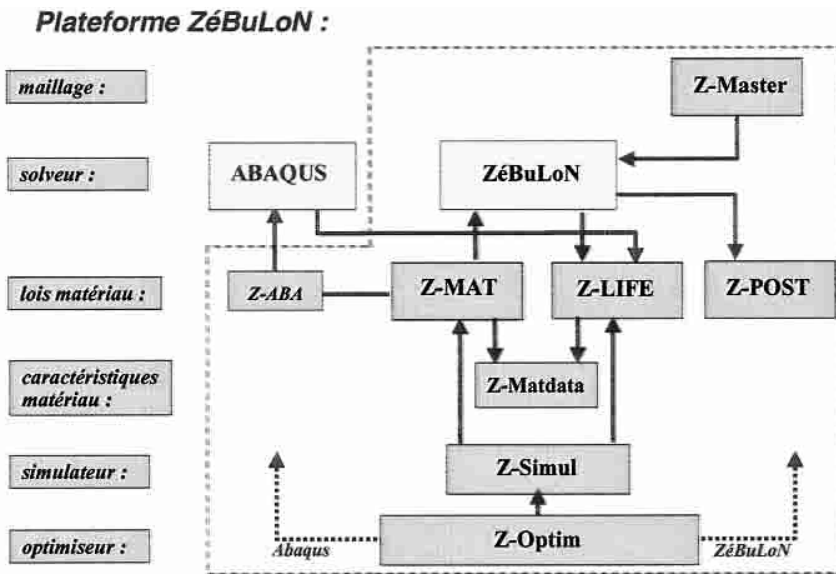 Plateforme ZéBuLoN :
maillage :
Z-Master
solveur :
ABAQUS
ZéBuLoN
lois matériau :
Z-ABA
Z-MAT
Z-LIFE
Z-POST
caractéristiques
matériau :
Z-Matdata
simulateur :
Z-Simul
optimiseur :
Abaqus
Z-Optim
ZéBuLoN